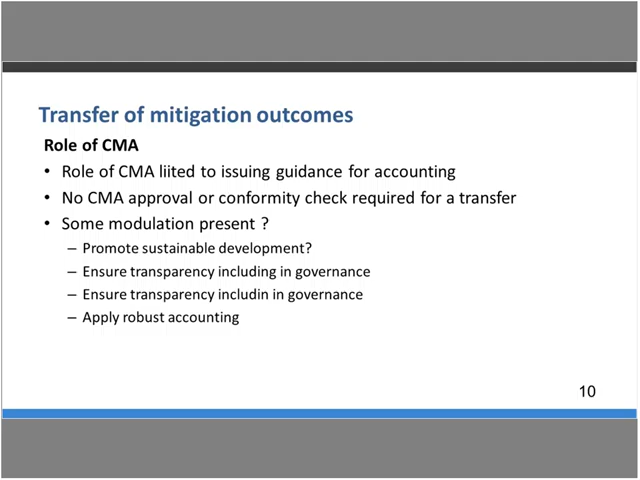 Transfer of mitigation outcomes
Role of CMA
• Role of CMA liited to issuing guidance for accounting
• No CMA approval or conformity check required for a transfer
• Some modulation present ?
– Promote sustainable development?
– Ensure transparency including in governance
– Ensure transparency includin in governance
– Apply robust accounting
10